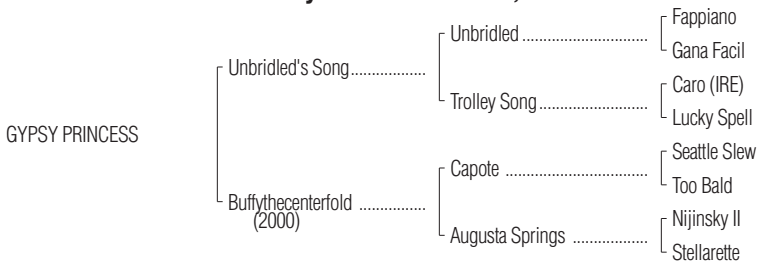 Fappiano
Unbridled
Gana Facil
Unbridled's Song
Caro (IRE)
Trolley Song
Lucky Spell
GYPSY PRINCESS
Seattle Slew
Capote
Too Bald
Buffythecenterfold
(2000)
Nijinsky II
Augusta Springs
Stellarette